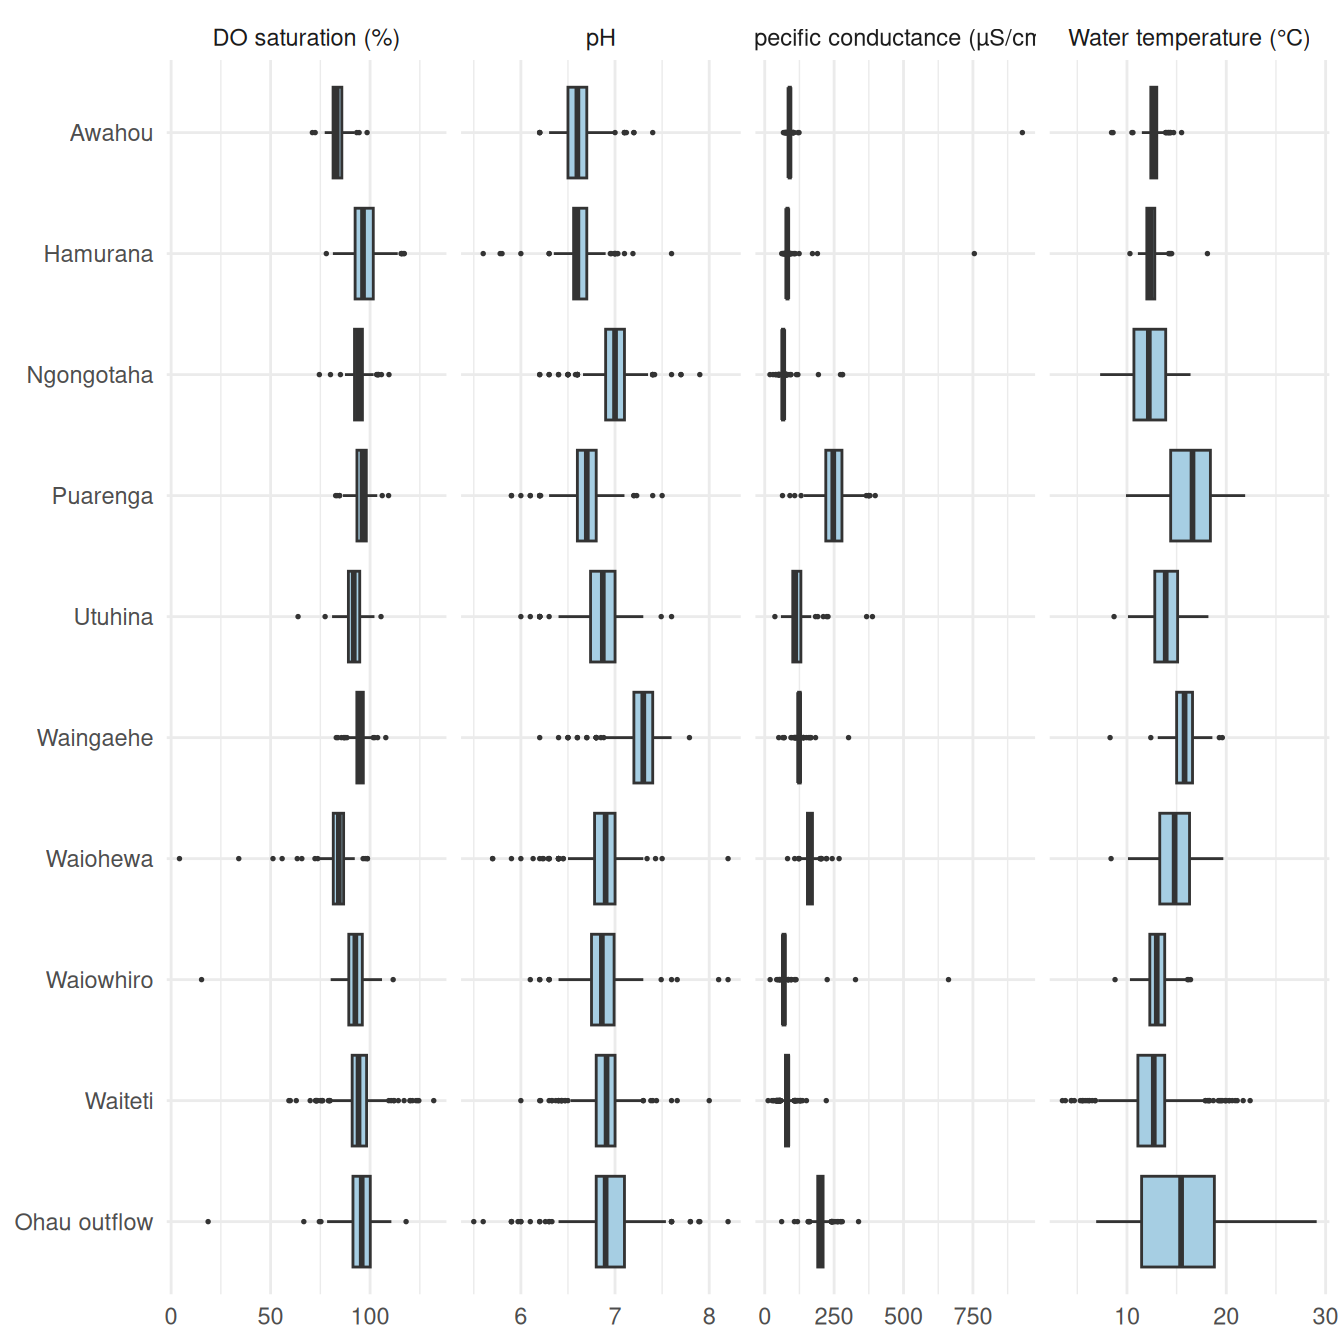 DO saturation (%)
pH
pecific conductance (µS/cm
Water temperature (°C)
Awahou
Hamurana
Ngongotaha
Puarenga
Utuhina
Waingaehe
Waiohewa
Waiowhiro
Waiteti
Ohau outflow
0 50 100
6 7 8
0 250 500 750
10 20 30